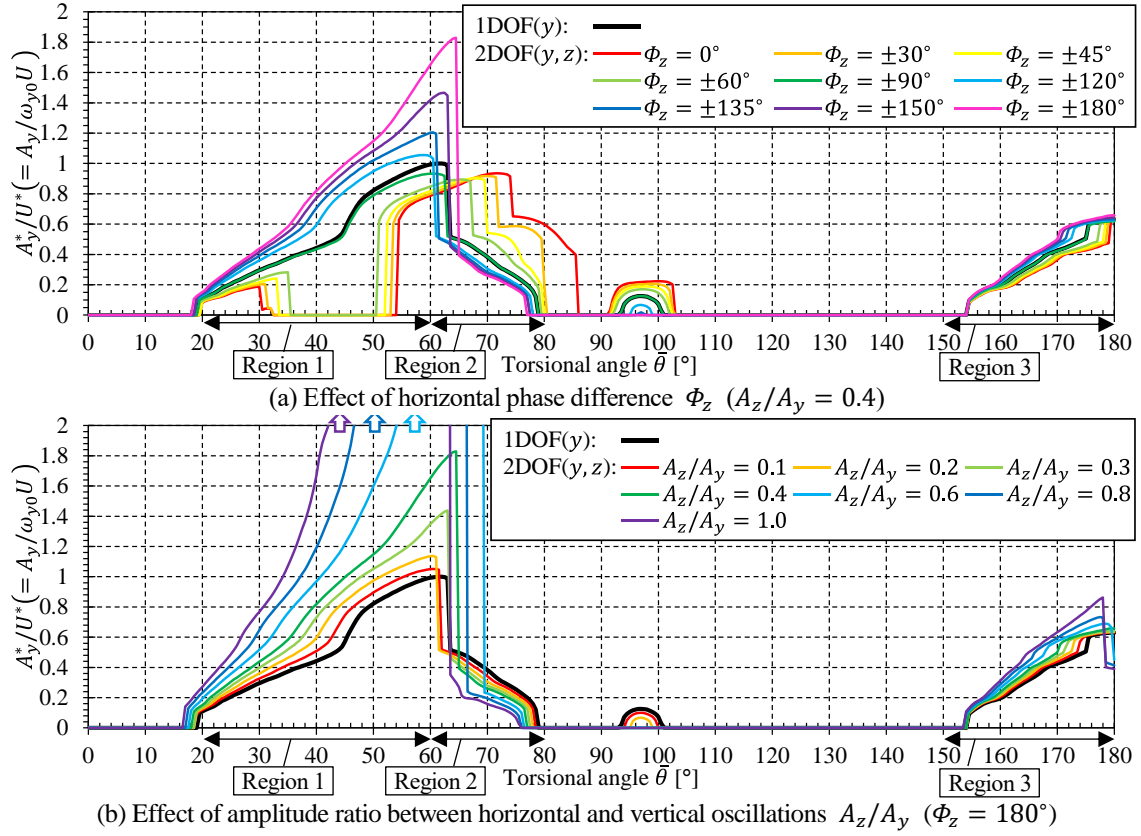 A*y/U*(= Ay/ωy0U)
2
1.8
1.6
1.4
1.2
1
0.8
0.6
0.4
0.2
0
1DOF(y):
2DOF(y, z):
Φz = 0° Φz = ±30° Φz = ±45°
Φz = ±60° Φz = ±90° Φz = ±120°
Φz = ±135° Φz = ±150° Φz = ±180°
0 10 20 30 40 50 60 70 80 90 100 110 120 130 140 150 160 170 180
Region 1 Region 2 Torsional angle θ̄ [°] Region 3
(a) Effect of horizontal phase difference Φz (Az/Ay = 0.4)
A*y/U*(= Ay/ωy0U)
2
1.8
1.6
1.4
1.2
1
0.8
0.6
0.4
0.2
0
1DOF(y):
2DOF(y, z): Az/Ay = 0.1 Az/Ay = 0.2 Az/Ay = 0.3
Az/Ay = 0.4 Az/Ay = 0.6 Az/Ay = 0.8
Az/Ay = 1.0
0 10 20 30 40 50 60 70 80 90 100 110 120 130 140 150 160 170 180
Region 1 Region 2 Torsional angle θ̄ [°] Region 3
(b) Effect of amplitude ratio between horizontal and vertical oscillations Az/Ay (Φz = 180°)